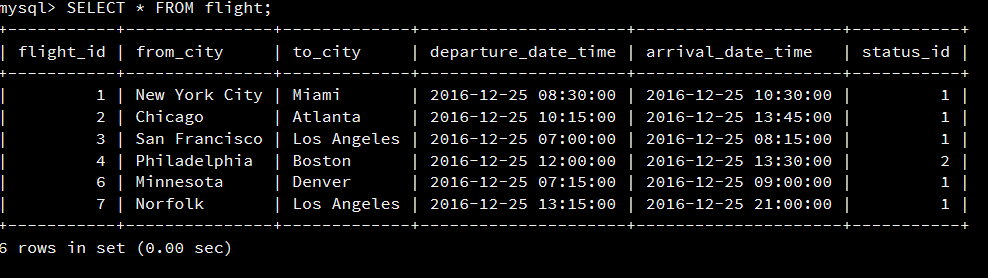 mysql> SELECT * FROM flight;
+-----------+---------------+-------------+---------------------+---------------------+-----------+
| flight_id | from_city     | to_city     | departure_date_time | arrival_date_time   | status_id |
+-----------+---------------+-------------+---------------------+---------------------+-----------+
|         1 | New York City | Miami       | 2016-12-25 08:30:00 | 2016-12-25 10:30:00 |         1 |
|         2 | Chicago       | Atlanta     | 2016-12-25 10:15:00 | 2016-12-25 13:45:00 |         1 |
|         3 | San Francisco | Los Angeles | 2016-12-25 07:00:00 | 2016-12-25 08:15:00 |         1 |
|         4 | Philadelphia  | Boston      | 2016-12-25 12:00:00 | 2016-12-25 13:30:00 |         2 |
|         6 | Minnesota     | Denver      | 2016-12-25 07:15:00 | 2016-12-25 09:00:00 |         1 |
|         7 | Norfolk       | Los Angeles | 2016-12-25 13:15:00 | 2016-12-25 21:00:00 |         1 |
+-----------+---------------+-------------+---------------------+---------------------+-----------+
6 rows in set (0.00 sec)